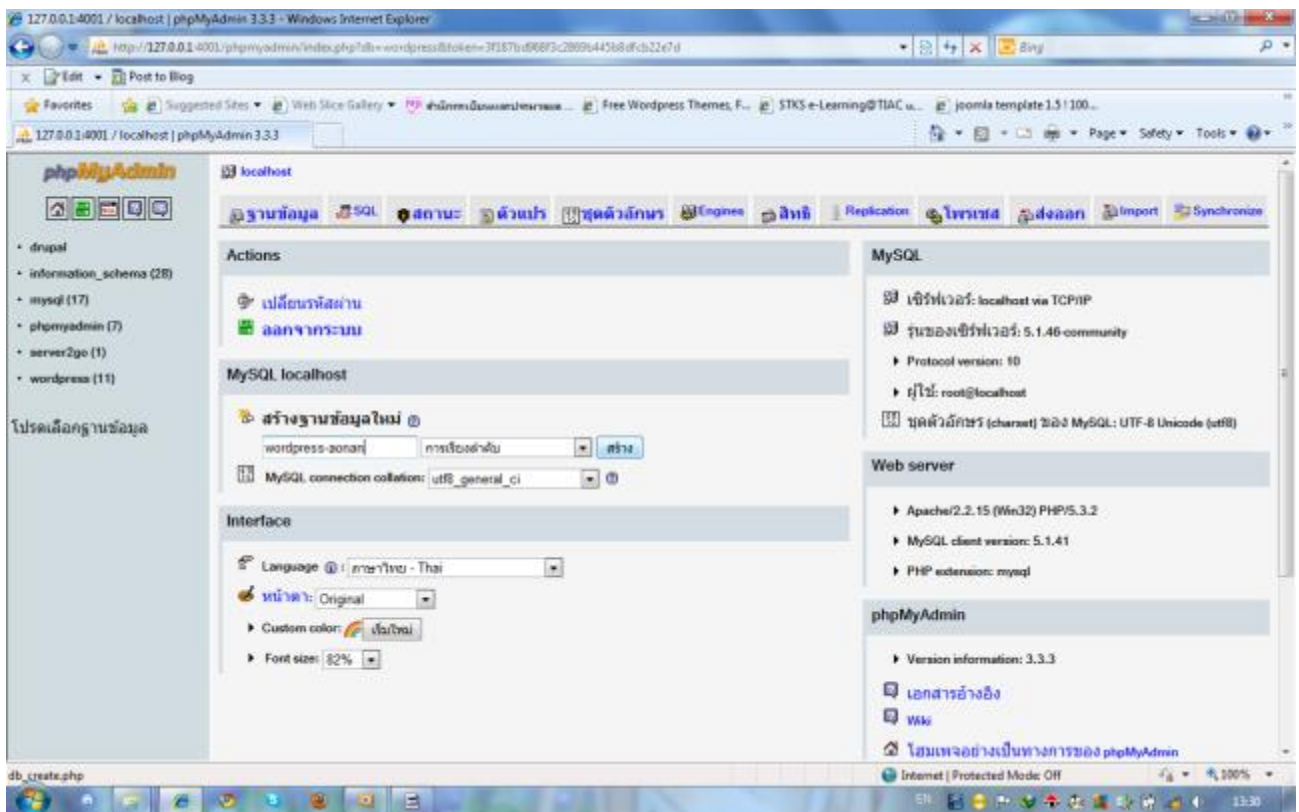 127.0.0.1:4001 / localhost | phpMyAdmin 3.3.3 - Windows Internet Explorer
Bing
Edit Post to Blog
Favorites Suggested Sites Web Slice Gallery Free Wordpress Themes, F... STKS e-Learning@TIAC u... joomla template 1.5 ! 100...
127.0.0.1:4001 / localhost | phpMyAdmin 3.3.3 Page Safety Tools
phpMyAdmin
drupal
information_schema (28)
mysql (17)
phpmyadmin (7)
server2go (1)
wordpress (11)
โปรดเลือกฐานข้อมูล
localhost
ฐานข้อมูล SQL สถานะ ตัวแปร ชุดตัวอักษร Engines สิทธิ Replication โพรเซส ส่งออก Import Synchronize
Actions
เปลี่ยนรหัสผ่าน
ออกจากระบบ
MySQL localhost
สร้างฐานข้อมูลใหม่
wordpress-aonan การเรียงลำดับ สร้าง
MySQL connection collation: utf8_general_ci
Interface
Language : ภาษาไทย - Thai
หน้าตา: Original
Custom color: เริ่มใหม่
Font size: 82%
MySQL
เซิร์ฟเวอร์: localhost via TCP/IP
รุ่นของเซิร์ฟเวอร์: 5.1.46-community
Protocol version: 10
ผู้ใช้: root@localhost
ชุดตัวอักษร (charset) ของ MySQL: UTF-8 Unicode (utf8)
Web server
Apache/2.2.15 (Win32) PHP/5.3.2
MySQL client version: 5.1.41
PHP extension: mysql
phpMyAdmin
Version information: 3.3.3
เอกสารอ้างอิง
Wiki
โฮมเพจอย่างเป็นทางการของ phpMyAdmin
db_create.php
Internet | Protected Mode: Off 100%
EN 13:30